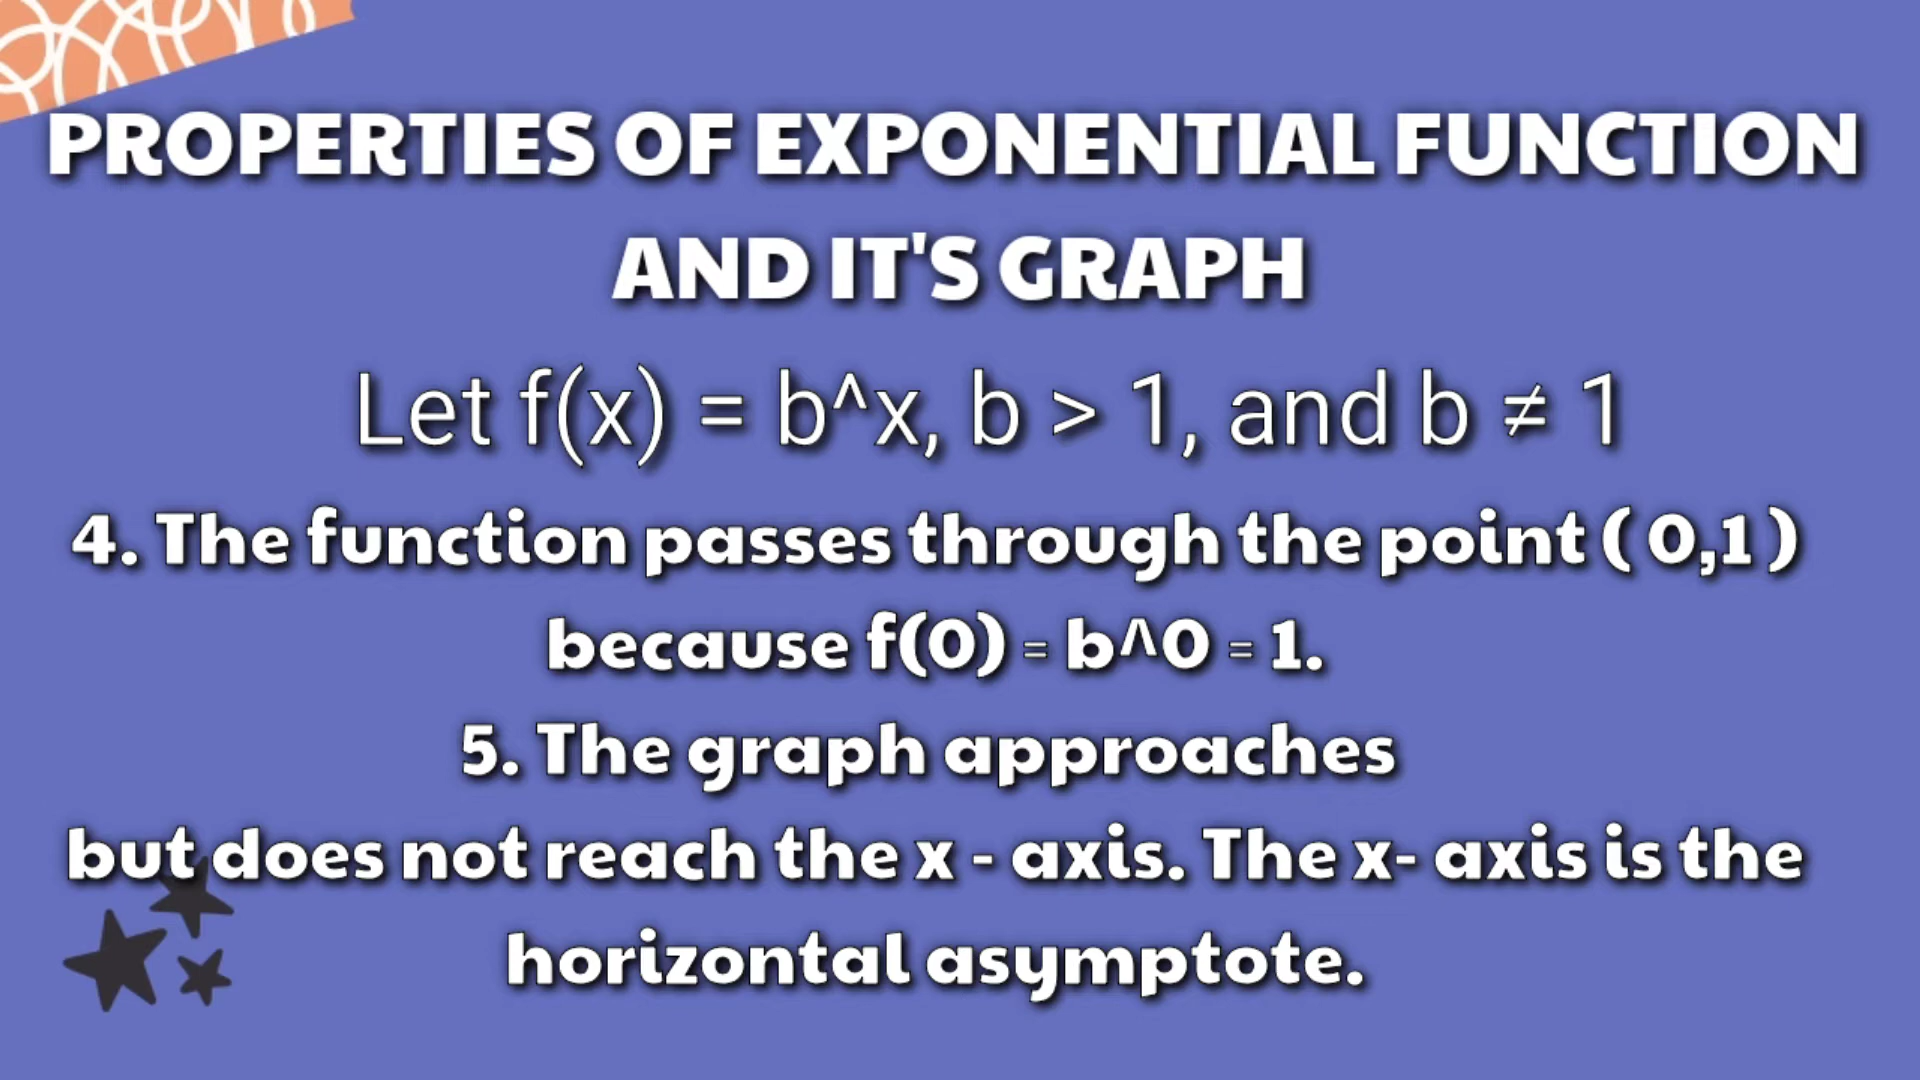 PROPERTIES OF EXPONENTIAL FUNCTION
AND IT'S GRAPH
Let f(x) = b^x, b > 1, and b ≠ 1
4. The function passes through the point ( 0,1 )
because f(0) = b^0 = 1.
5. The graph approaches
but does not reach the x - axis. The x- axis is the
horizontal asymptote.